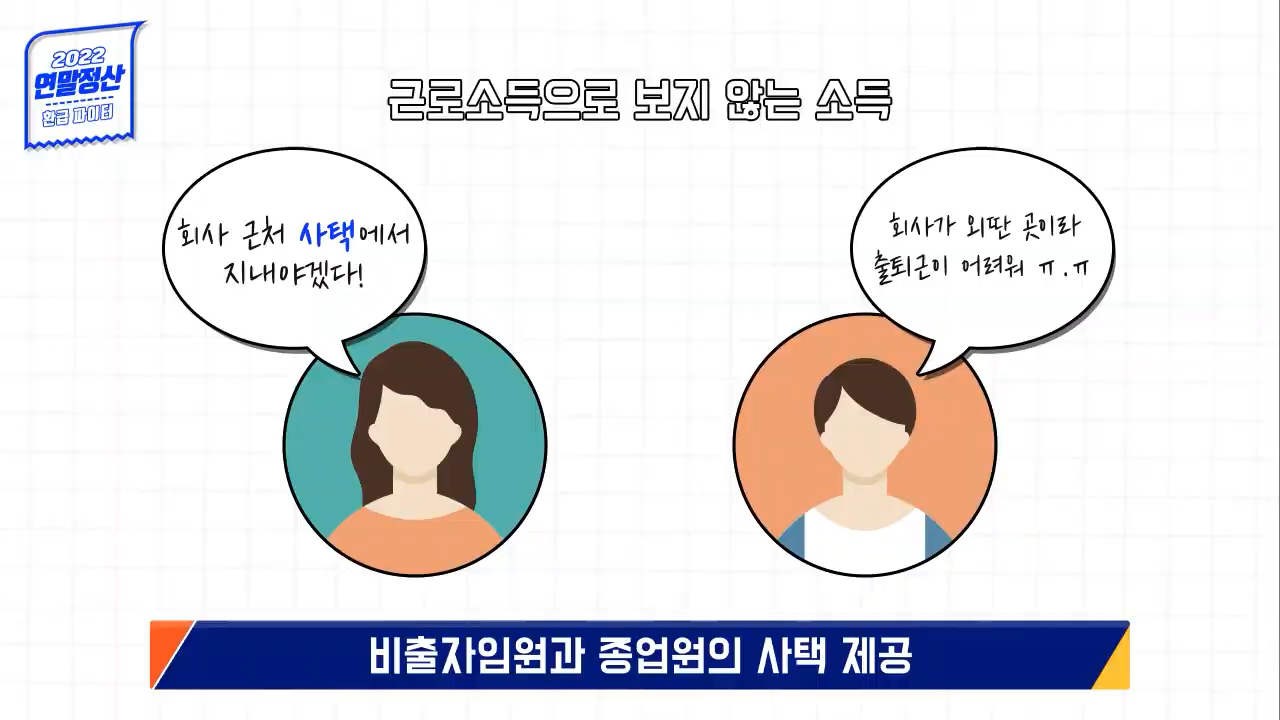 2022
연말정산
환급 파이터
근로소득으로 보지 않는 소득
회사 근처 사택에서
지내야겠다!
회사가 외딴 곳이라
출퇴근이 어려워 ㅠ.ㅠ
비출자임원과 종업원의 사택 제공